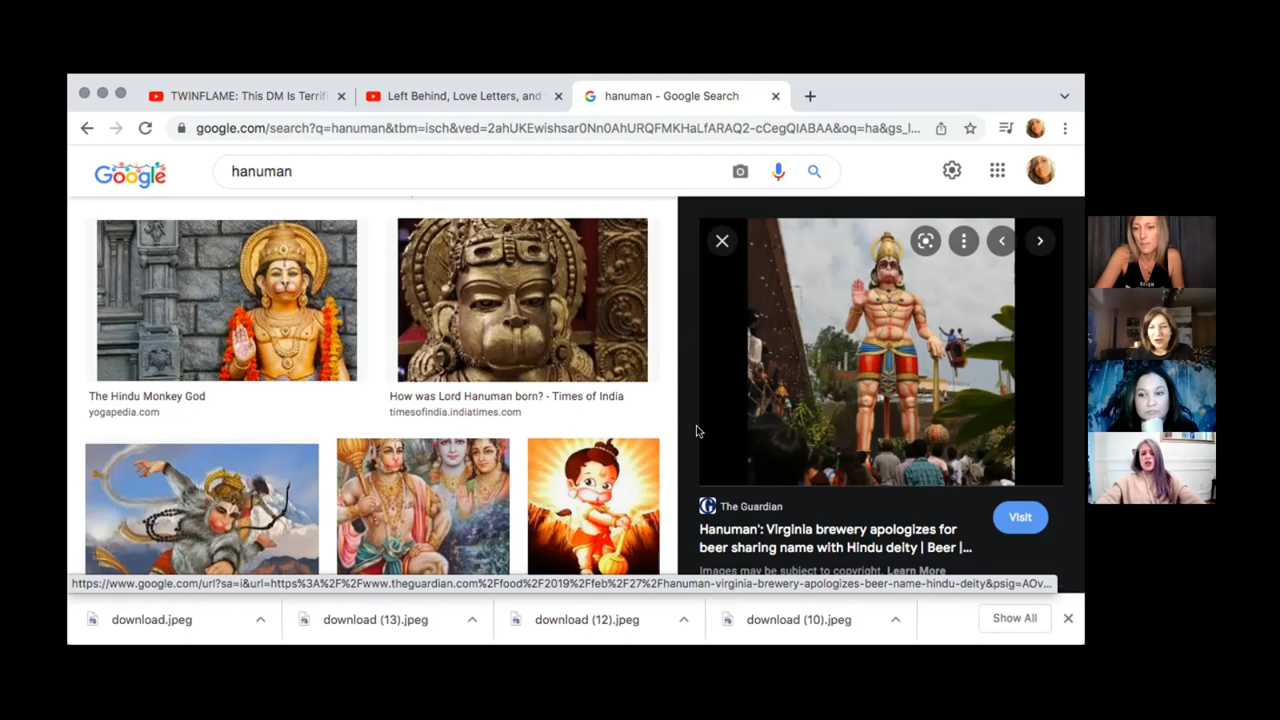 TWINFLAME: This DM Is Terrifi
Left Behind, Love Letters, and
hanuman - Google Search
google.com/search?q=hanuman&tbm=isch&ved=2ahUKEwishsar0Nn0AhURQFMKHaLfARAQ2-cCegQIABAA&oq=ha&gs_l...
Google
hanuman
The Hindu Monkey God
yogapedia.com
How was Lord Hanuman born? - Times of India
timesofindia.indiatimes.com
The Guardian
Hanuman': Virginia brewery apologizes for
beer sharing name with Hindu deity | Beer |...
Visit
Images may be subject to copyright. Learn More
https://www.google.com/url?sa=i&url=https%3A%2F%2Fwww.theguardian.com%2Ffood%2F2019%2Ffeb%2F27%2Fhanuman-virginia-brewery-apologizes-beer-name-hindu-deity&psig=AOv...
download.jpeg
download (13).jpeg
download (12).jpeg
download (10).jpeg
Show All